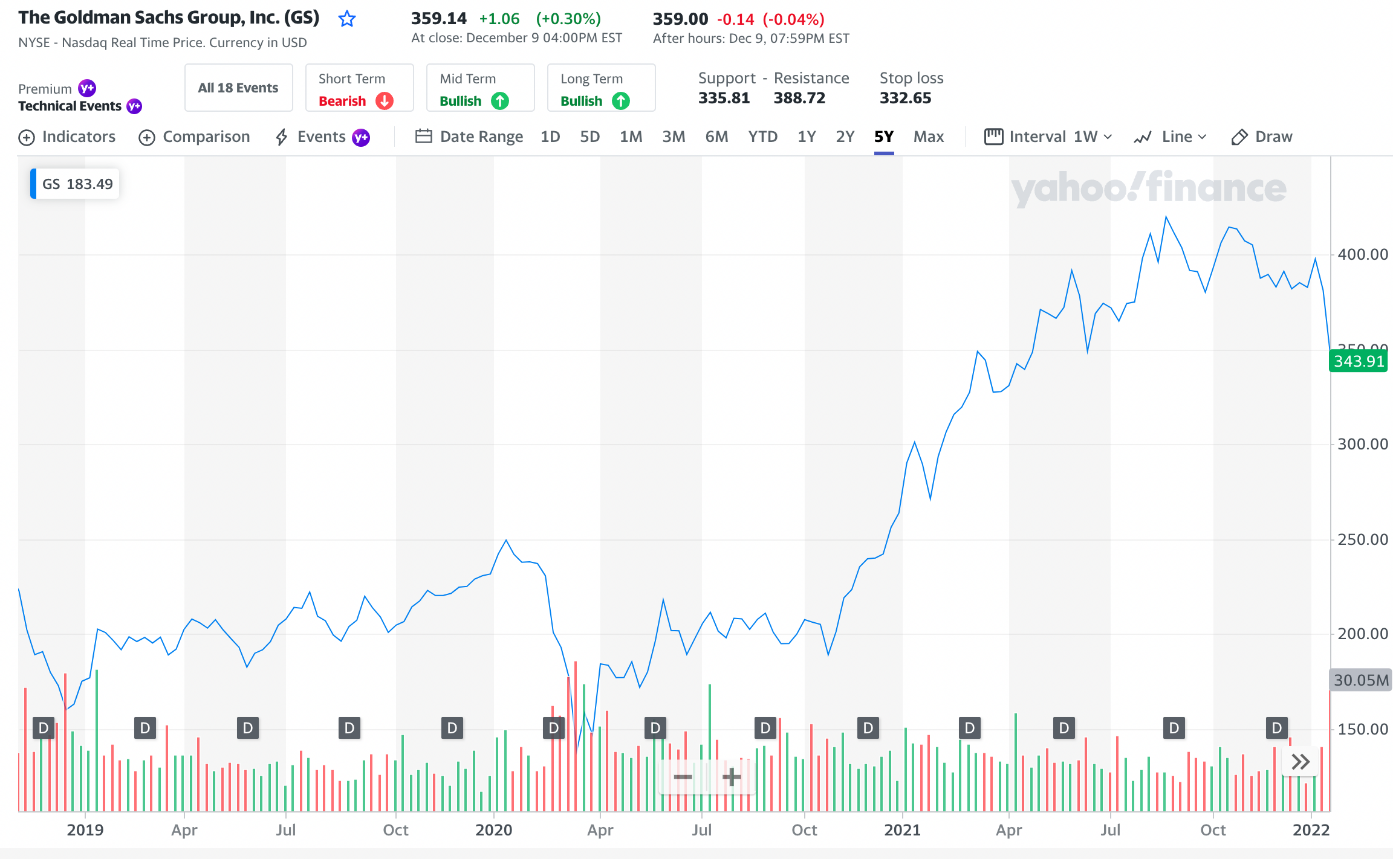 The Goldman Sachs Group, Inc. (GS)
359.14 +1.06 (+0.30%)
359.00 -0.14 (-0.04%)
NYSE - Nasdaq Real Time Price. Currency in USD
At close: December 9 04:00PM EST
After hours: Dec 9, 07:59PM EST
Premium Y+
Technical Events Y+
All 18 Events
Short Term
Bearish
Mid Term
Bullish
Long Term
Bullish
Support - Resistance
335.81 388.72
Stop loss
332.65
Indicators Comparison Events Y+ Date Range 1D 5D 1M 3M 6M YTD 1Y 2Y 5Y Max Interval 1W Line Draw
GS 183.49
yahoo!finance
400.00
350.00
343.91
300.00
250.00
200.00
30.05M
150.00
D D D D D D D D D D D D D
2019 Apr Jul Oct 2020 Apr Jul Oct 2021 Apr Jul Oct 2022